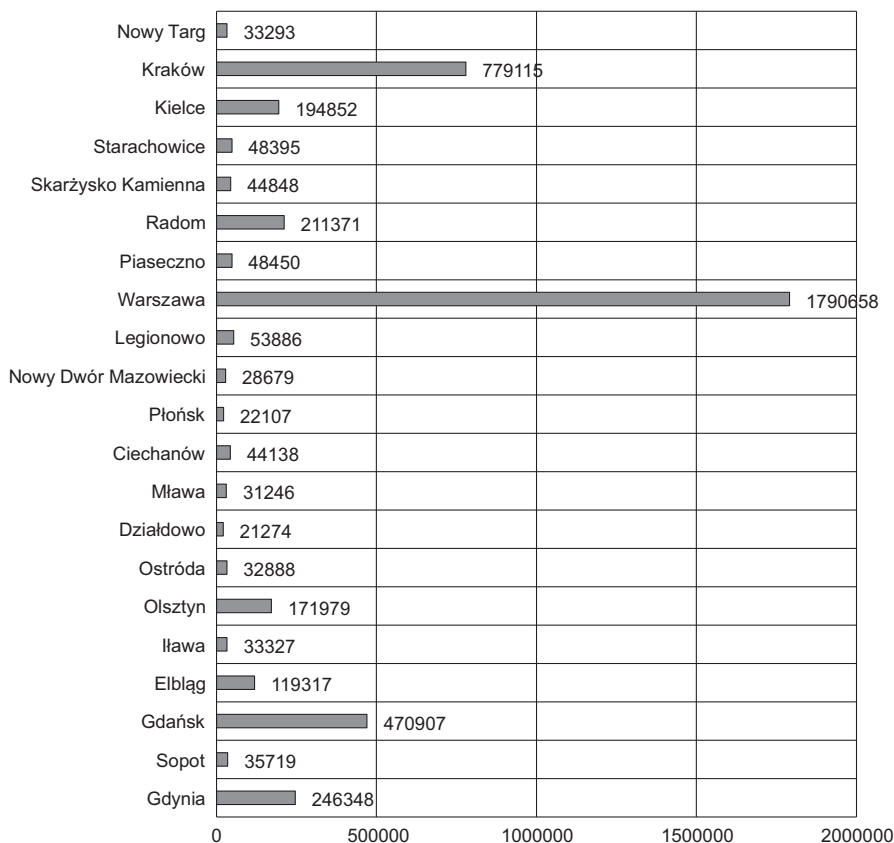 Nowy Targ 33293
Kraków 779115
Kielce 194852
Starachowice 48395
Skarżysko Kamienna 44848
Radom 211371
Piaseczno 48450
Warszawa 1790658
Legionowo 53886
Nowy Dwór Mazowiecki 28679
Płońsk 22107
Ciechanów 44138
Mława 31246
Działdowo 21274
Ostróda 32888
Olsztyn 171979
Iława 33327
Elbląg 119317
Gdańsk 470907
Sopot 35719
Gdynia 246348
0 500000 1000000 1500000 2000000